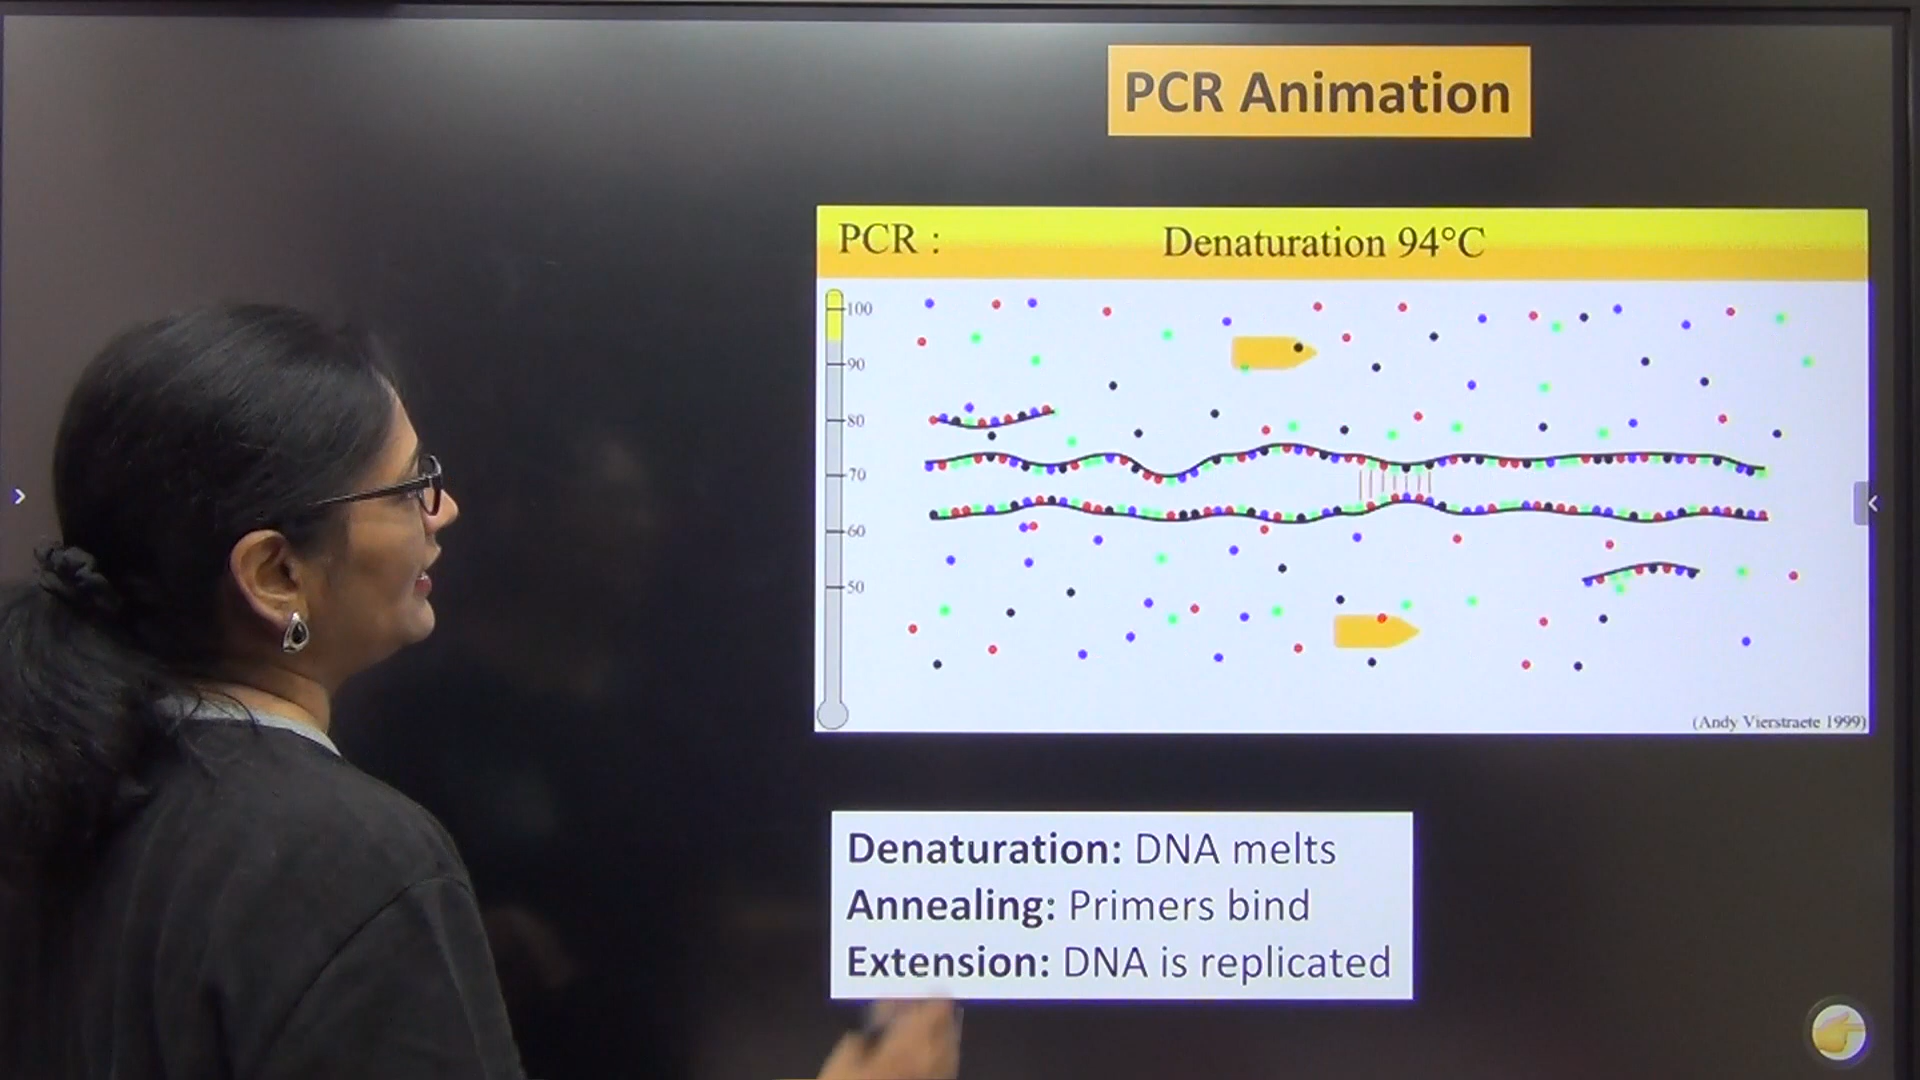 PCR Animation
PCR : Denaturation 94°C
100
90
80
70
60
50
(Andy Vierstraete 1999)
Denaturation: DNA melts
Annealing: Primers bind
Extension: DNA is replicated